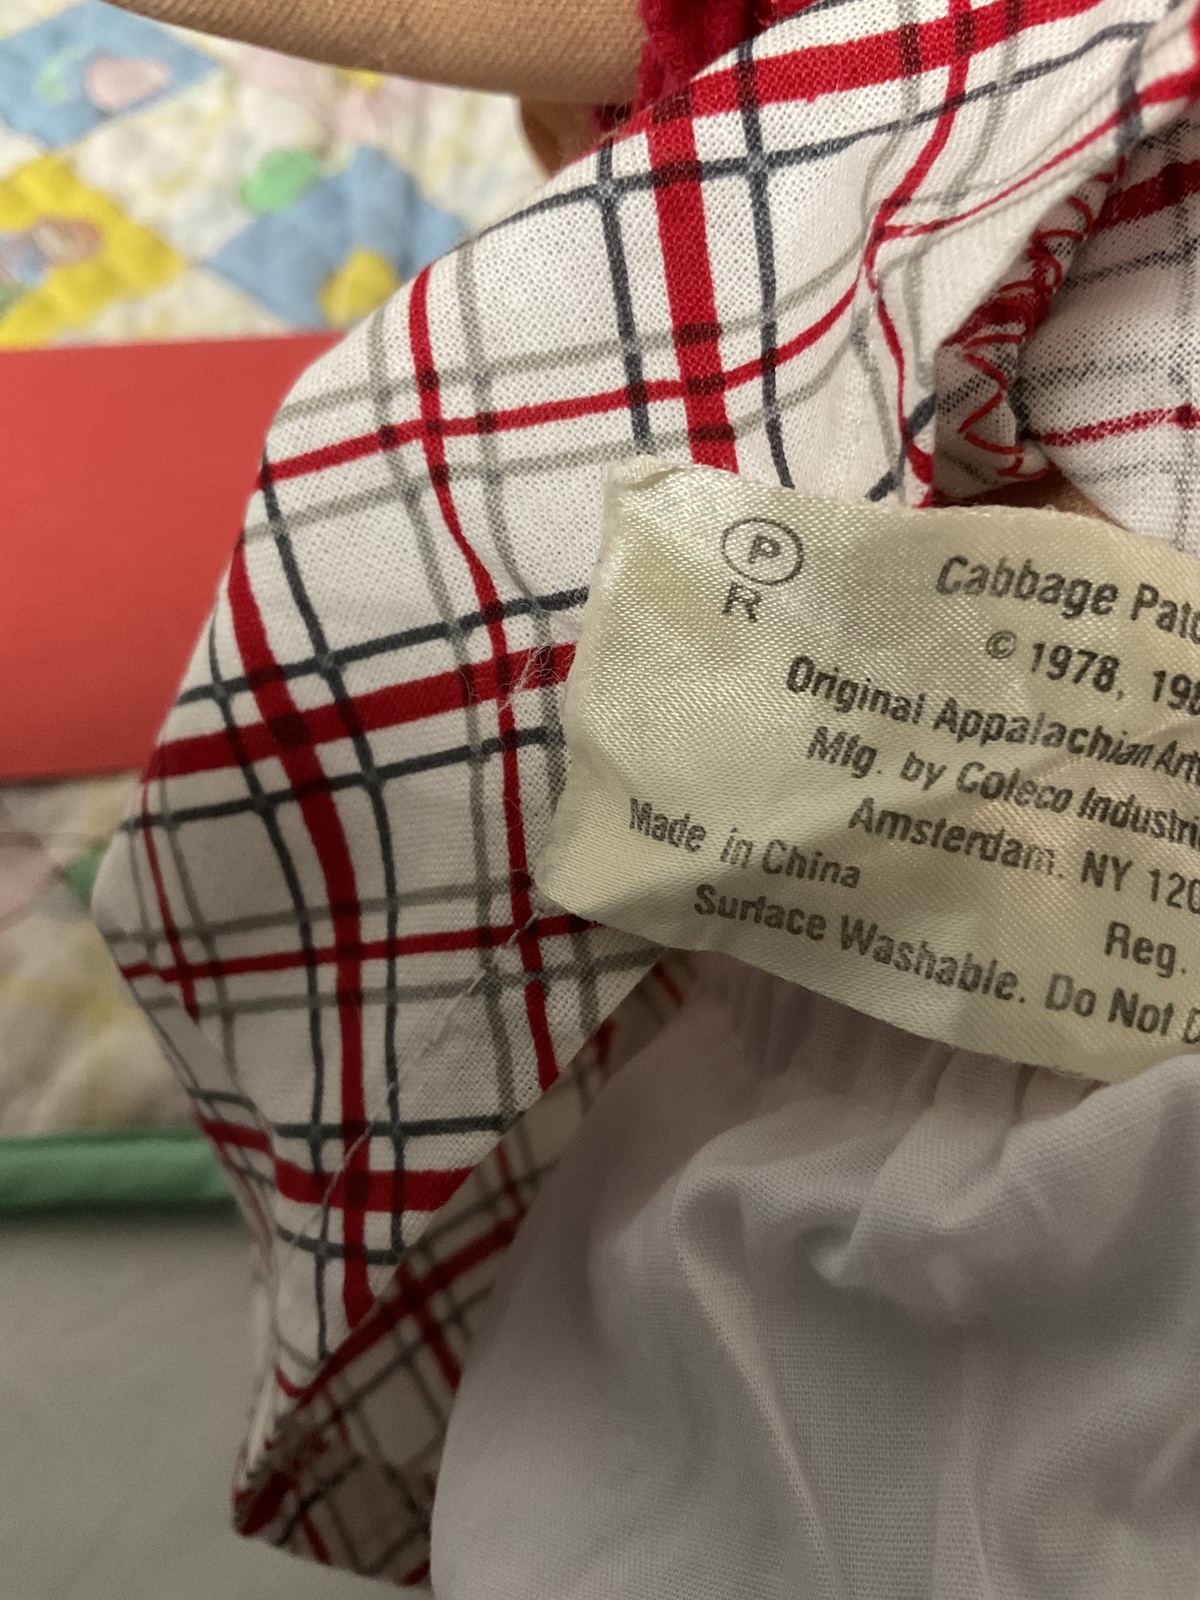 Ⓟ
R
Cabbage Pat
© 1978, 19
Original Appalachian Art
Mfg. by Coleco Industri
Amsterdam. NY 120
Made in China
Reg.
Surface Washable. Do Not